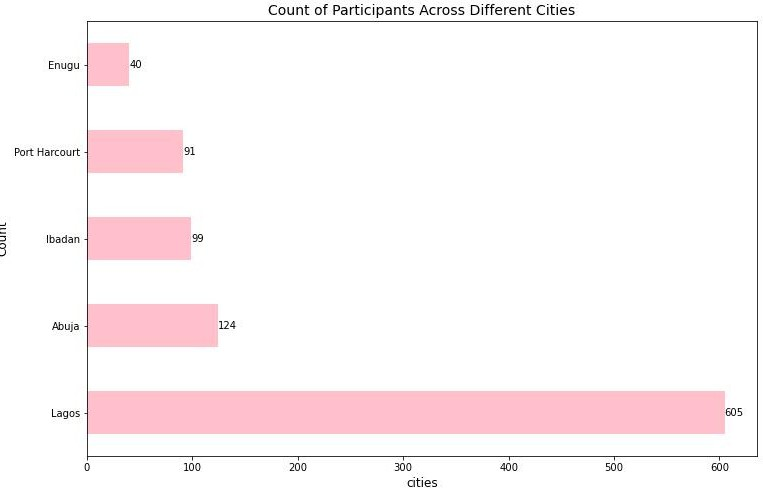 Count of Participants Across Different Cities
Enugu
40
Port Harcourt
91
Ibadan
99
Count
Abuja
124
Lagos
605
0 100 200 300 400 500 600
cities